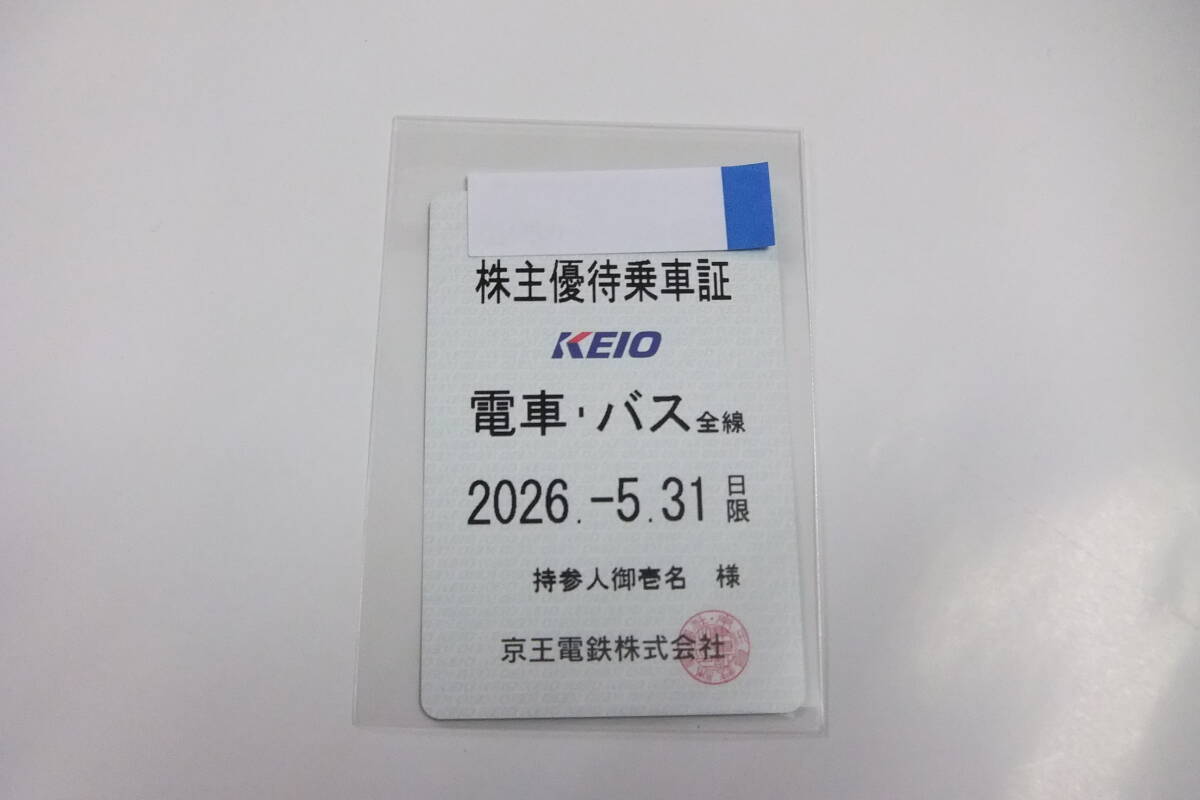 株主優待乗車証
KEIO
電車・バス全線
2026.-5.31日限
持参人御壱名 様
京王電鉄株式会社